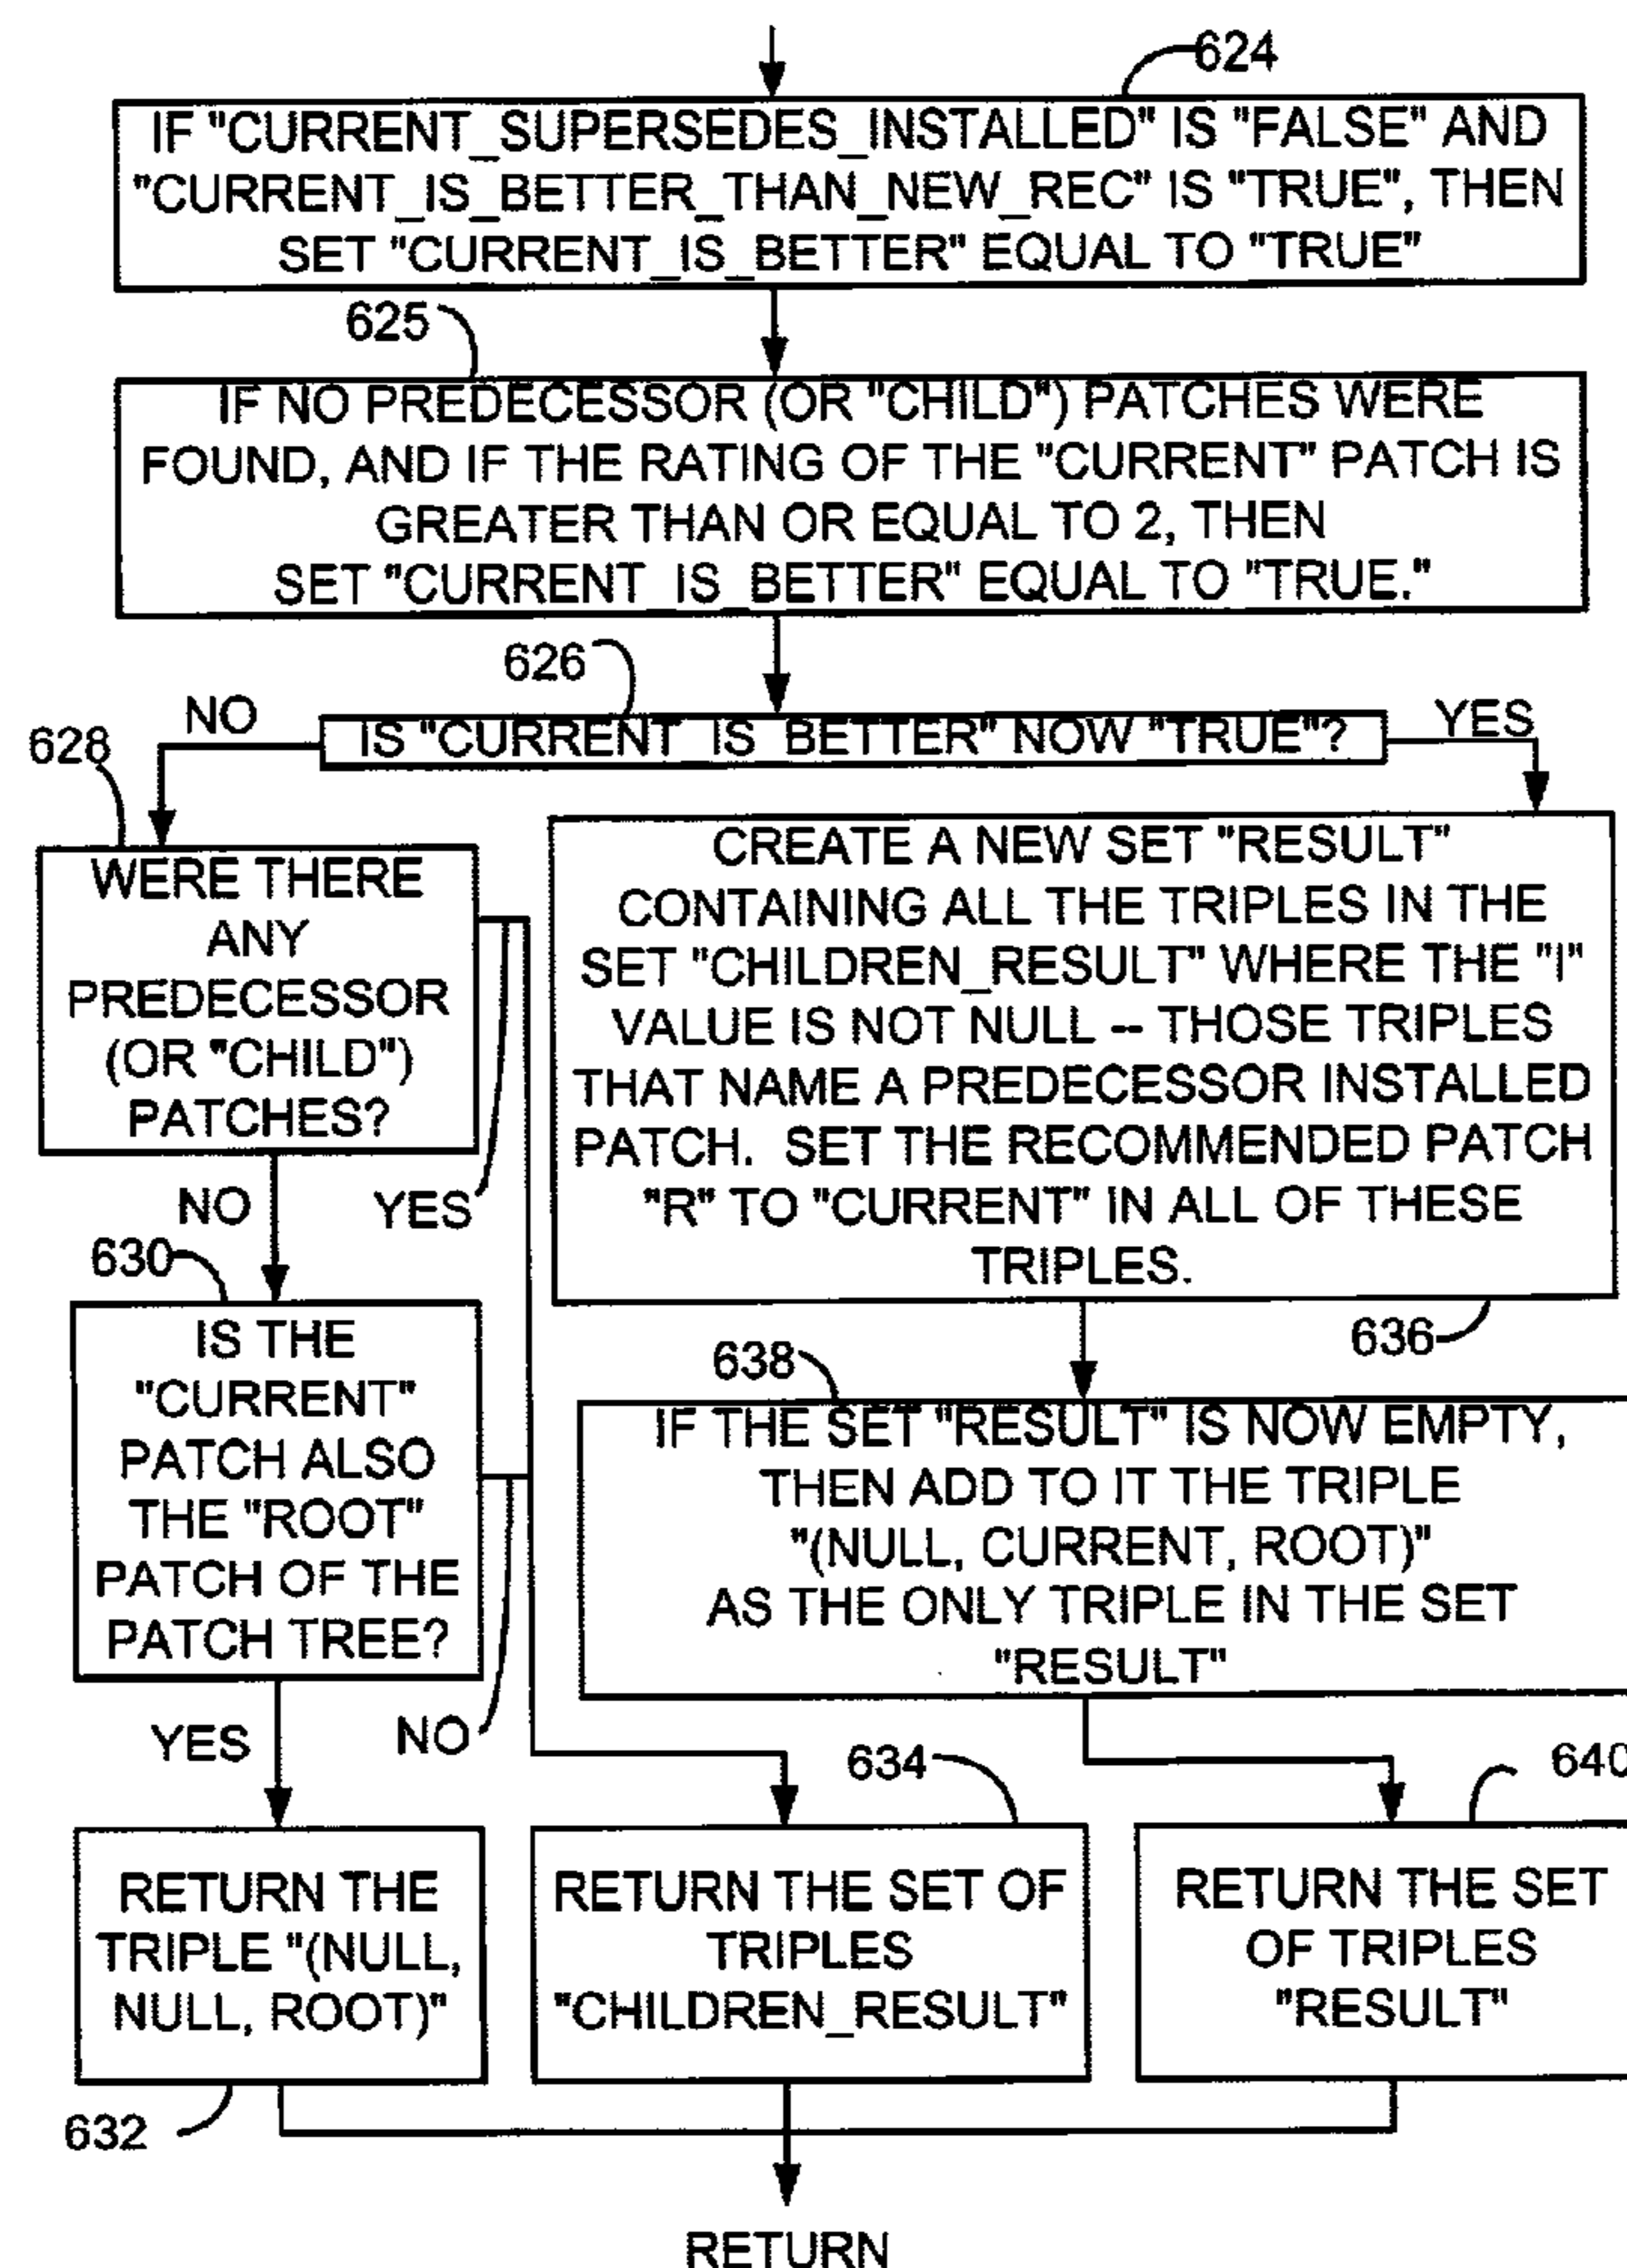 624
IF "CURRENT_SUPERSEDES_INSTALLED" IS "FALSE" AND
"CURRENT_IS_BETTER_THAN_NEW_REC" IS "TRUE", THEN
SET "CURRENT_IS_BETTER" EQUAL TO "TRUE"
625
IF NO PREDECESSOR (OR "CHILD") PATCHES WERE
FOUND, AND IF THE RATING OF THE "CURRENT" PATCH IS
GREATER THAN OR EQUAL TO 2, THEN
SET "CURRENT_IS_BETTER" EQUAL TO "TRUE."
626
NO
IS "CURRENT_IS_BETTER" NOW "TRUE"?
YES
628
WERE THERE
ANY
PREDECESSOR
(OR "CHILD")
PATCHES?
NO
YES
CREATE A NEW SET "RESULT"
CONTAINING ALL THE TRIPLES IN THE
SET "CHILDREN_RESULT" WHERE THE "I"
VALUE IS NOT NULL -- THOSE TRIPLES
THAT NAME A PREDECESSOR INSTALLED
PATCH. SET THE RECOMMENDED PATCH
"R" TO "CURRENT" IN ALL OF THESE
TRIPLES.
636
630
IS THE
"CURRENT"
PATCH ALSO
THE "ROOT"
PATCH OF THE
PATCH TREE?
YES
NO
638
IF THE SET "RESULT" IS NOW EMPTY,
THEN ADD TO IT THE TRIPLE
"(NULL, CURRENT, ROOT)"
AS THE ONLY TRIPLE IN THE SET
"RESULT"
634
640
RETURN THE
TRIPLE "(NULL,
NULL, ROOT)"
632
RETURN THE SET OF
TRIPLES
"CHILDREN_RESULT"
RETURN THE SET
OF TRIPLES
"RESULT"
RETURN